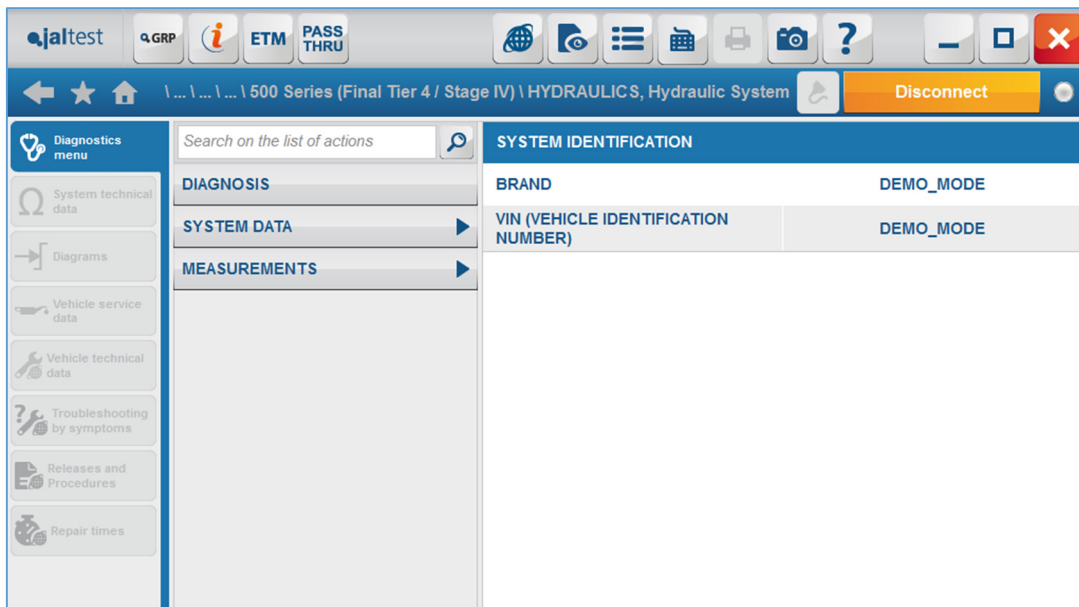 jaltest
GRP
i
ETM
PASS
THRU
?
\ ... \ ... \ ... \ 500 Series (Final Tier 4 / Stage IV) \ HYDRAULICS, Hydraulic System
Disconnect
Diagnostics
menu
System technical
data
Diagrams
Vehicle service
data
Vehicle technical
data
Troubleshooting
by symptoms
Releases and
Procedures
Repair times
Search on the list of actions
DIAGNOSIS
SYSTEM DATA
MEASUREMENTS
SYSTEM IDENTIFICATION
BRAND DEMO_MODE
VIN (VEHICLE IDENTIFICATION
NUMBER) DEMO_MODE